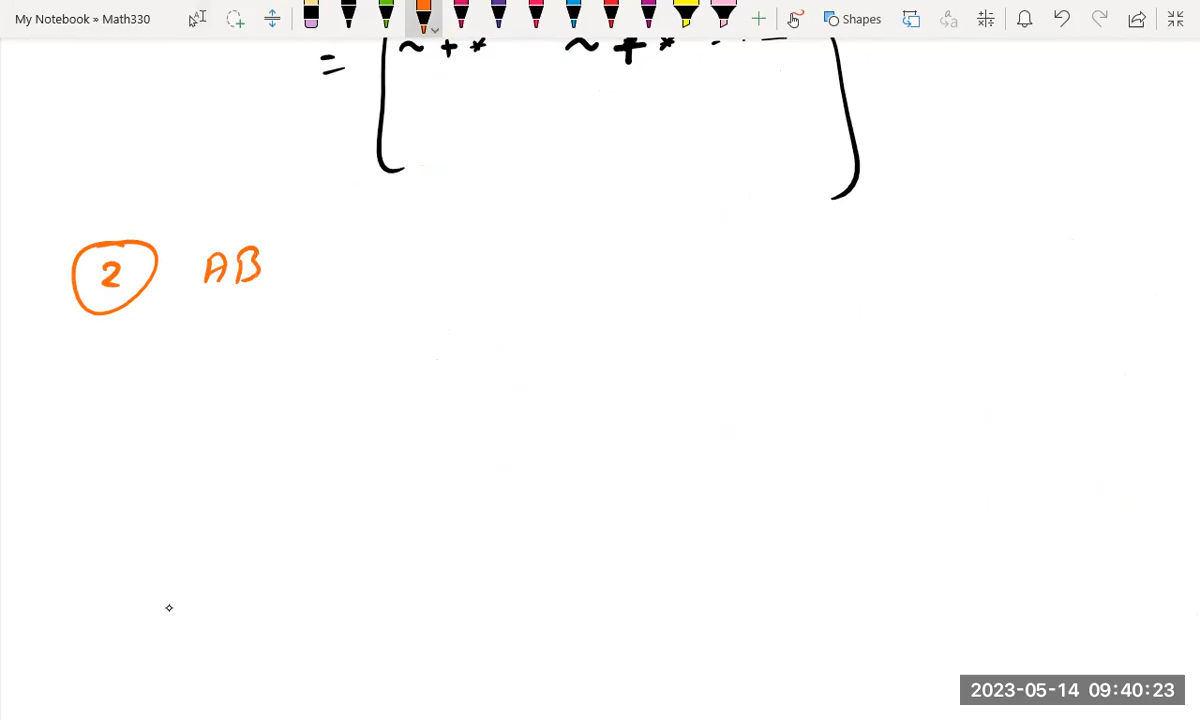 My Notebook » Math330
Shapes
= ~ + * ~ + *
2 AB
2023-05-14 09:40:23